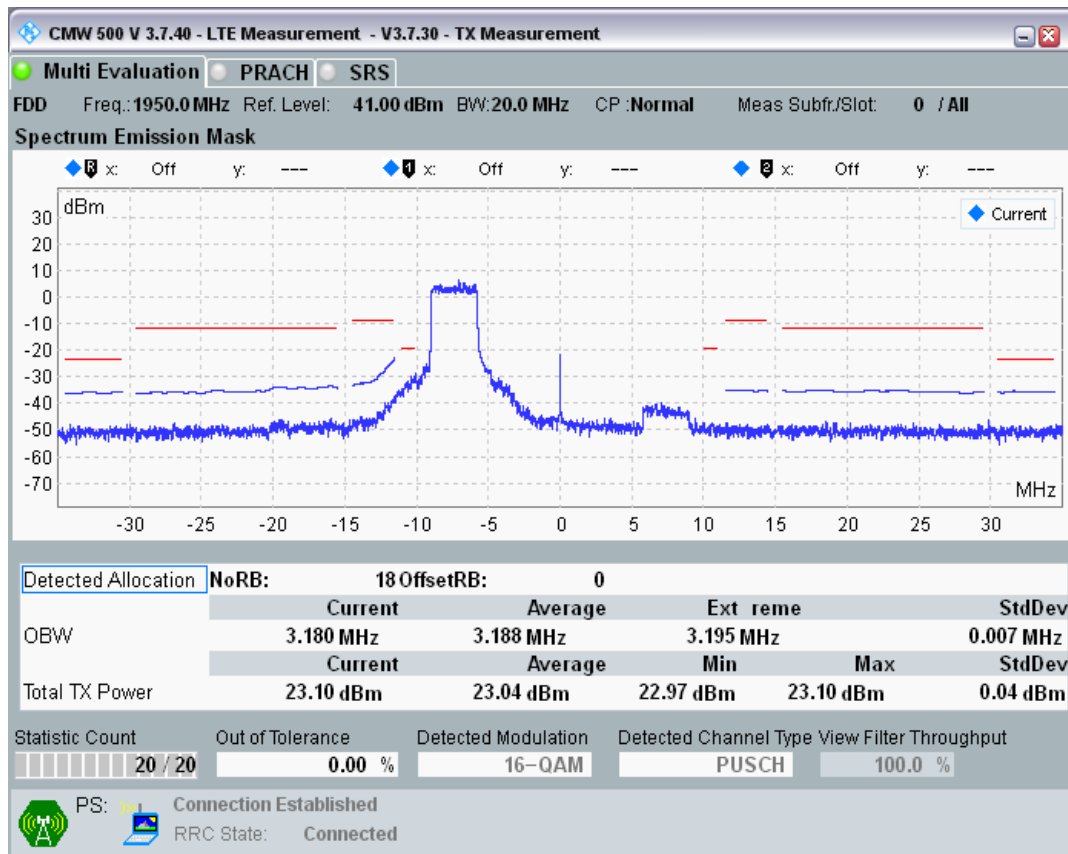 CMW 500 V 3.7.40 - LTE Measurement - V3.7.30 - TX Measurement
Multi Evaluation PRACH SRS
FDD Freq.: 1950.0 MHz Ref. Level: 41.00 dBm BW: 20.0 MHz CP : Normal Meas Subfr./Slot: 0 / All
Spectrum Emission Mask
R x: Off y: --- 1 x: Off y: --- 2 x: Off y: ---
dBm
Current
30
20
10
0
-10
-20
-30
-40
-50
-60
-70
MHz
-30 -25 -20 -15 -10 -5 0 5 10 15 20 25 30
Detected Allocation NoRB: 18 OffsetRB: 0
Current Average Ext reme StdDev
OBW 3.180 MHz 3.188 MHz 3.195 MHz 0.007 MHz
Current Average Min Max StdDev
Total TX Power 23.10 dBm 23.04 dBm 22.97 dBm 23.10 dBm 0.04 dBm
Statistic Count Out of Tolerance Detected Modulation Detected Channel Type View Filter Throughput
20 / 20 0.00 % 16-QAM PUSCH 100.0 %
PS: Connection Established
RRC State: Connected